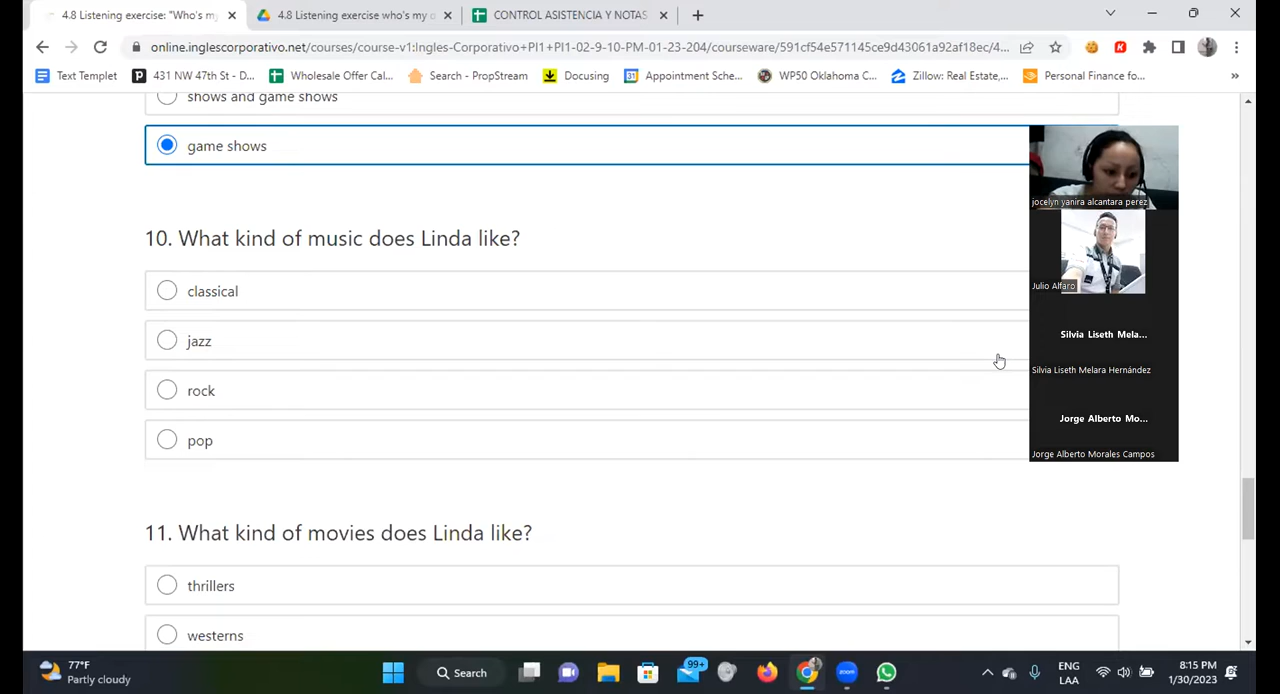 4.8 Listening exercise: "Who's my
4.8 Listening exercise who's my o
CONTROL ASISTENCIA Y NOTAS
online.inglescorporativo.net/courses/course-v1:Ingles-Corporativo+PI1+PI1-02-9-10-PM-01-23-204/courseware/591cf54e571145ce9d43061a92af18ec/4...
Text Templet
431 NW 47th St - D...
Wholesale Offer Cal...
Search - PropStream
Docusing
Appointment Sche...
WP50 Oklahoma C...
Zillow: Real Estate,...
Personal Finance fo...
shows and game shows
game shows
jocelyn yanira alcantara perez
10. What kind of music does Linda like?
classical
Julio Alfaro
jazz
Silvia Liseth Mela...
Silvia Liseth Melara Hernández
rock
Jorge Alberto Mo...
pop
Jorge Alberto Morales Campos
11. What kind of movies does Linda like?
thrillers
westerns
77°F
Partly cloudy
Search
99+
zoom
ENG
LAA
8:15 PM
1/30/2023